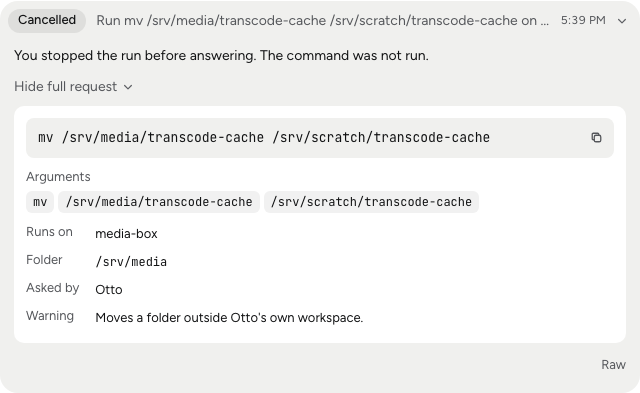 Cancelled Run mv /srv/media/transcode-cache /srv/scratch/transcode-cache on ... 5:39 PM
You stopped the run before answering. The command was not run.
Hide full request
mv /srv/media/transcode-cache /srv/scratch/transcode-cache
Arguments
mv /srv/media/transcode-cache /srv/scratch/transcode-cache
Runs on media-box
Folder /srv/media
Asked by Otto
Warning Moves a folder outside Otto's own workspace.
Raw